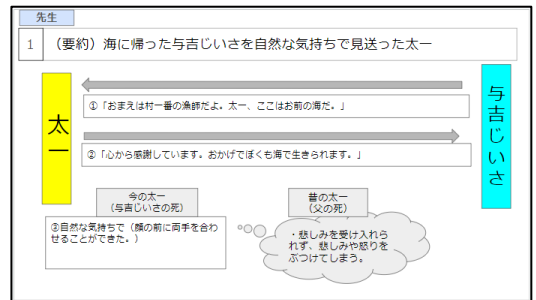 先生
1 (要約)海に帰った与吉じいさを自然な気持ちで見送った太一
太一
①「おまえは村一番の漁師だよ。太一、ここはお前の海だ。」
②「心から感謝しています。おかげでぼくも海で生きられます。」
与吉じいさ
今の太一
(与吉じいさの死)
③自然な気持ちで(顔の前に両手を合わ
せることができた。)
昔の太一
(父の死)
・悲しみを受け入れら
れず、悲しみや怒りを
ぶつけてしまう。